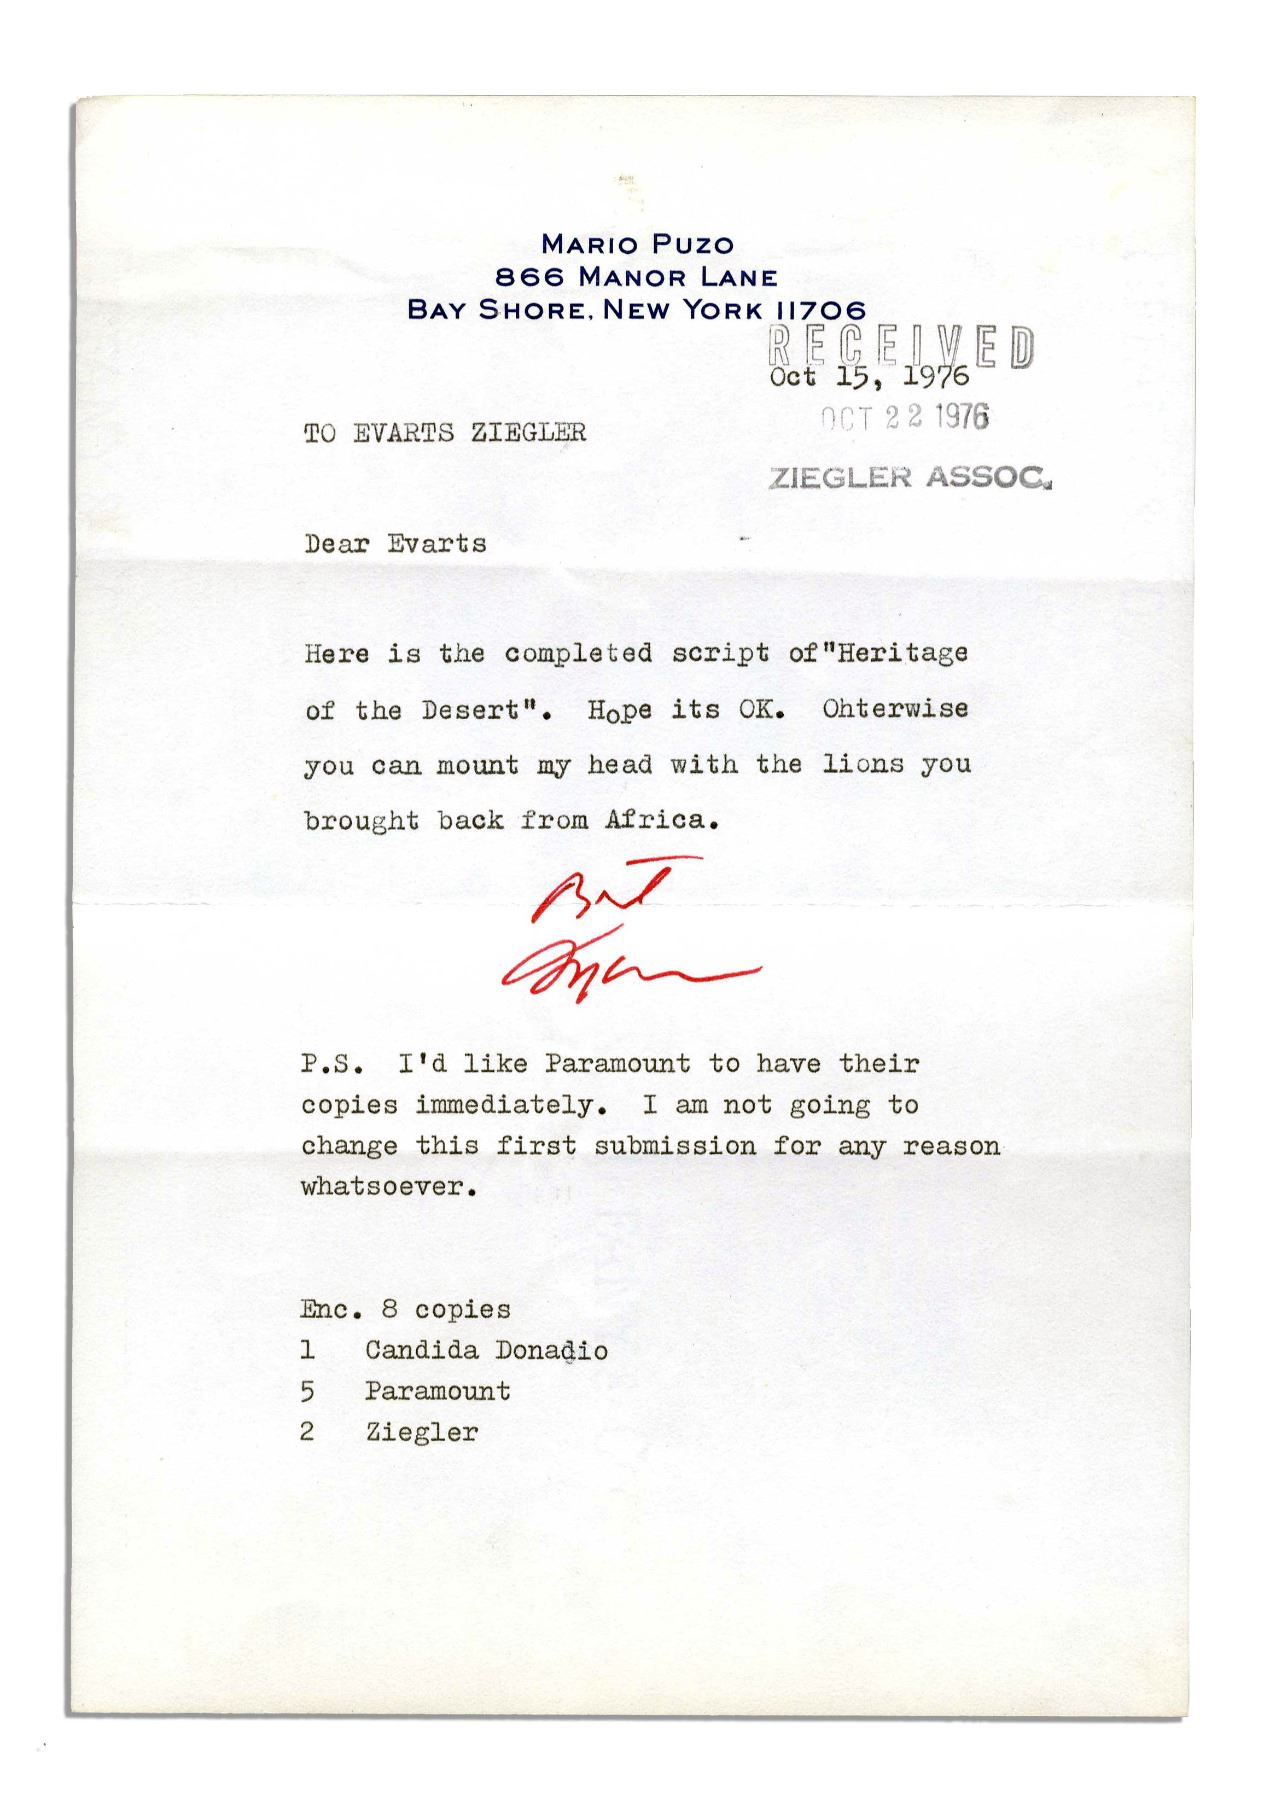 MARIO PUZO
866 MANOR LANE
BAY SHORE, NEW YORK 11706
RECEIVED
Oct 15, 1976
OCT 22 1976
TO EVARTS ZIEGLER
ZIEGLER ASSOC.
Dear Evarts
Here is the completed script of"Heritage
of the Desert". Hope its OK. Ohterwise
you can mount my head with the lions you
brought back from Africa.
P.S. I'd like Paramount to have their
copies immediately. I am not going to
change this first submission for any reason
whatsoever.
Enc. 8 copies
1 Candida Donadio
5 Paramount
2 Ziegler